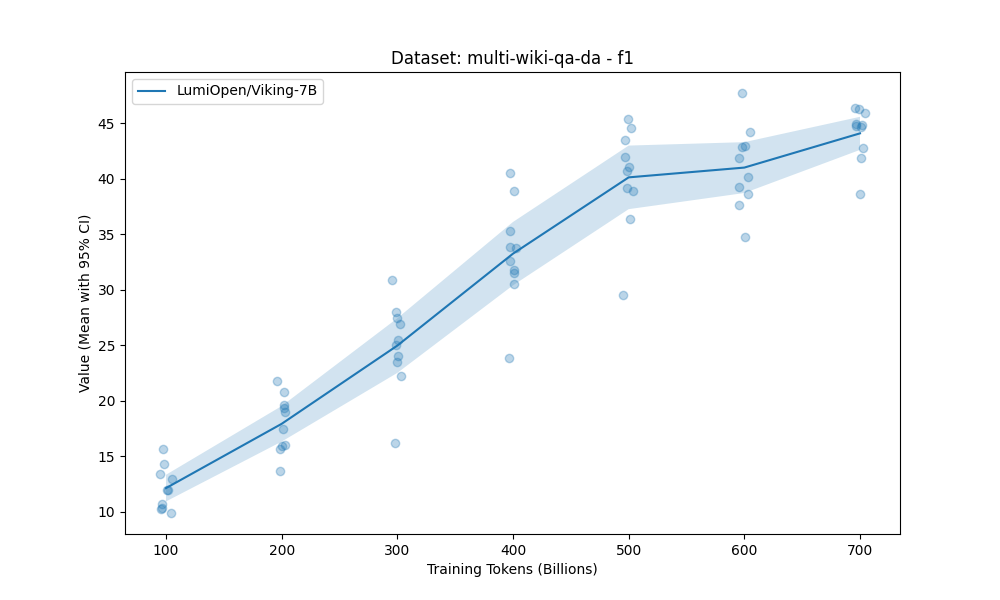 Dataset: multi-wiki-qa-da - f1
LumiOpen/Viking-7B
Value (Mean with 95% CI)
45
40
35
30
25
20
15
10
100 200 300 400 500 600 700
Training Tokens (Billions)